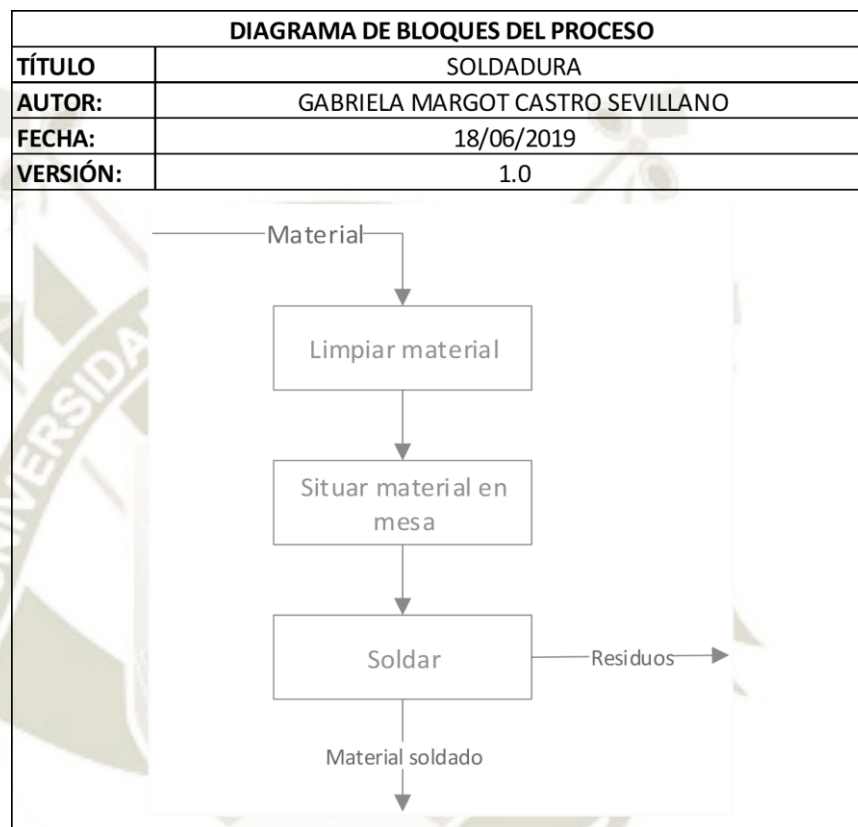 DIAGRAMA DE BLOQUES DEL PROCESO
TÍTULO SOLDADURA
AUTOR: GABRIELA MARGOT CASTRO SEVILLANO
FECHA: 18/06/2019
VERSIÓN: 1.0
Material
Limpiar material
Situar material en
mesa
Soldar
Residuos
Material soldado